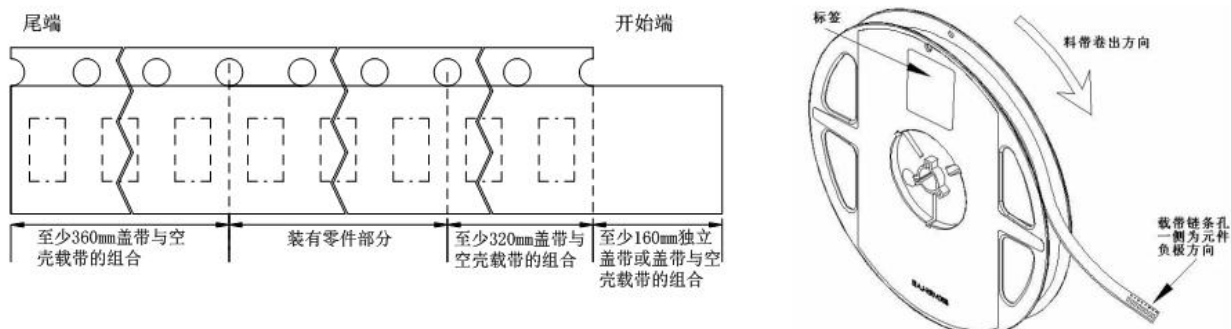 尾端
开始端
至少360mm盖带与空
壳载带的组合
装有零件部分
至少320mm盖带与
空壳载带的组合
至少160mm独立
盖带或盖带与空
壳载带的组合
标签
料带卷出方向
载带链条孔
一侧为元件
负极方向